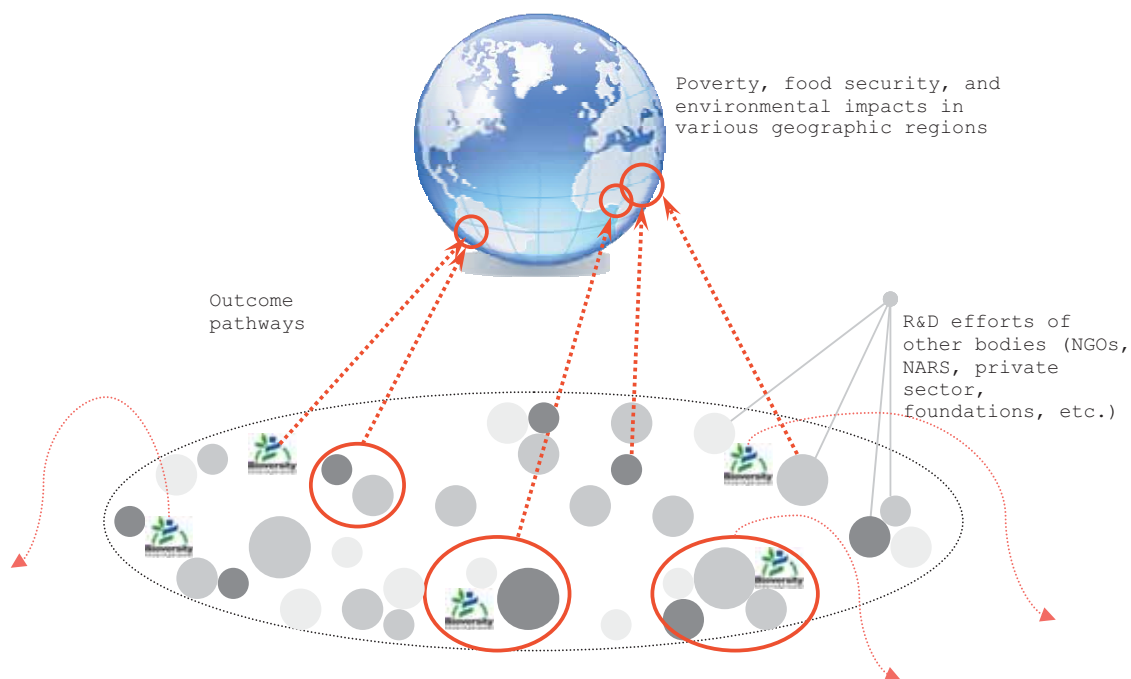 Poverty, food security, and
environmental impacts in
various geographic regions
Outcome
pathways
R&D efforts of
other bodies (NGOs,
NARS, private
sector,
foundations, etc.)
Bioversity
Bioversity
Bioversity
Bioversity
Bioversity